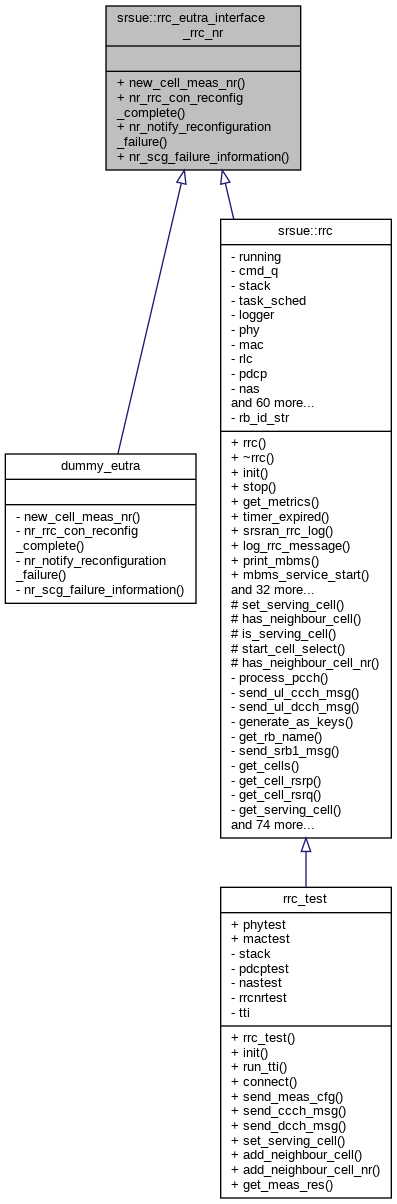 srsue::rrc_eutra_interface
_rrc_nr
+ new_cell_meas_nr()
+ nr_rrc_con_reconfig
_complete()
+ nr_notify_reconfiguration
_failure()
+ nr_scg_failure_information()
srsue::rrc
- running
- cmd_q
- stack
- task_sched
- logger
- phy
- mac
- rlc
- pdcp
- nas
and 60 more...
- rb_id_str
+ rrc()
+ ~rrc()
+ init()
+ stop()
+ get_metrics()
+ timer_expired()
+ srsran_rrc_log()
+ log_rrc_message()
+ print_mbms()
+ mbms_service_start()
and 32 more...
# set_serving_cell()
# has_neighbour_cell()
# is_serving_cell()
# start_cell_select()
# has_neighbour_cell_nr()
- process_pcch()
- send_ul_ccch_msg()
- send_ul_dcch_msg()
- generate_as_keys()
- get_rb_name()
- send_srb1_msg()
- get_cells()
- get_cell_rsrp()
- get_cell_rsrq()
- get_serving_cell()
and 74 more...
dummy_eutra
- new_cell_meas_nr()
- nr_rrc_con_reconfig
_complete()
- nr_notify_reconfiguration
_failure()
- nr_scg_failure_information()
rrc_test
+ phytest
+ mactest
- stack
- pdcptest
- nastest
- rrcnrtest
- tti
+ rrc_test()
+ init()
+ run_tti()
+ connect()
+ send_meas_cfg()
+ send_ccch_msg()
+ send_dcch_msg()
+ set_serving_cell()
+ add_neighbour_cell()
+ add_neighbour_cell_nr()
+ get_meas_res()